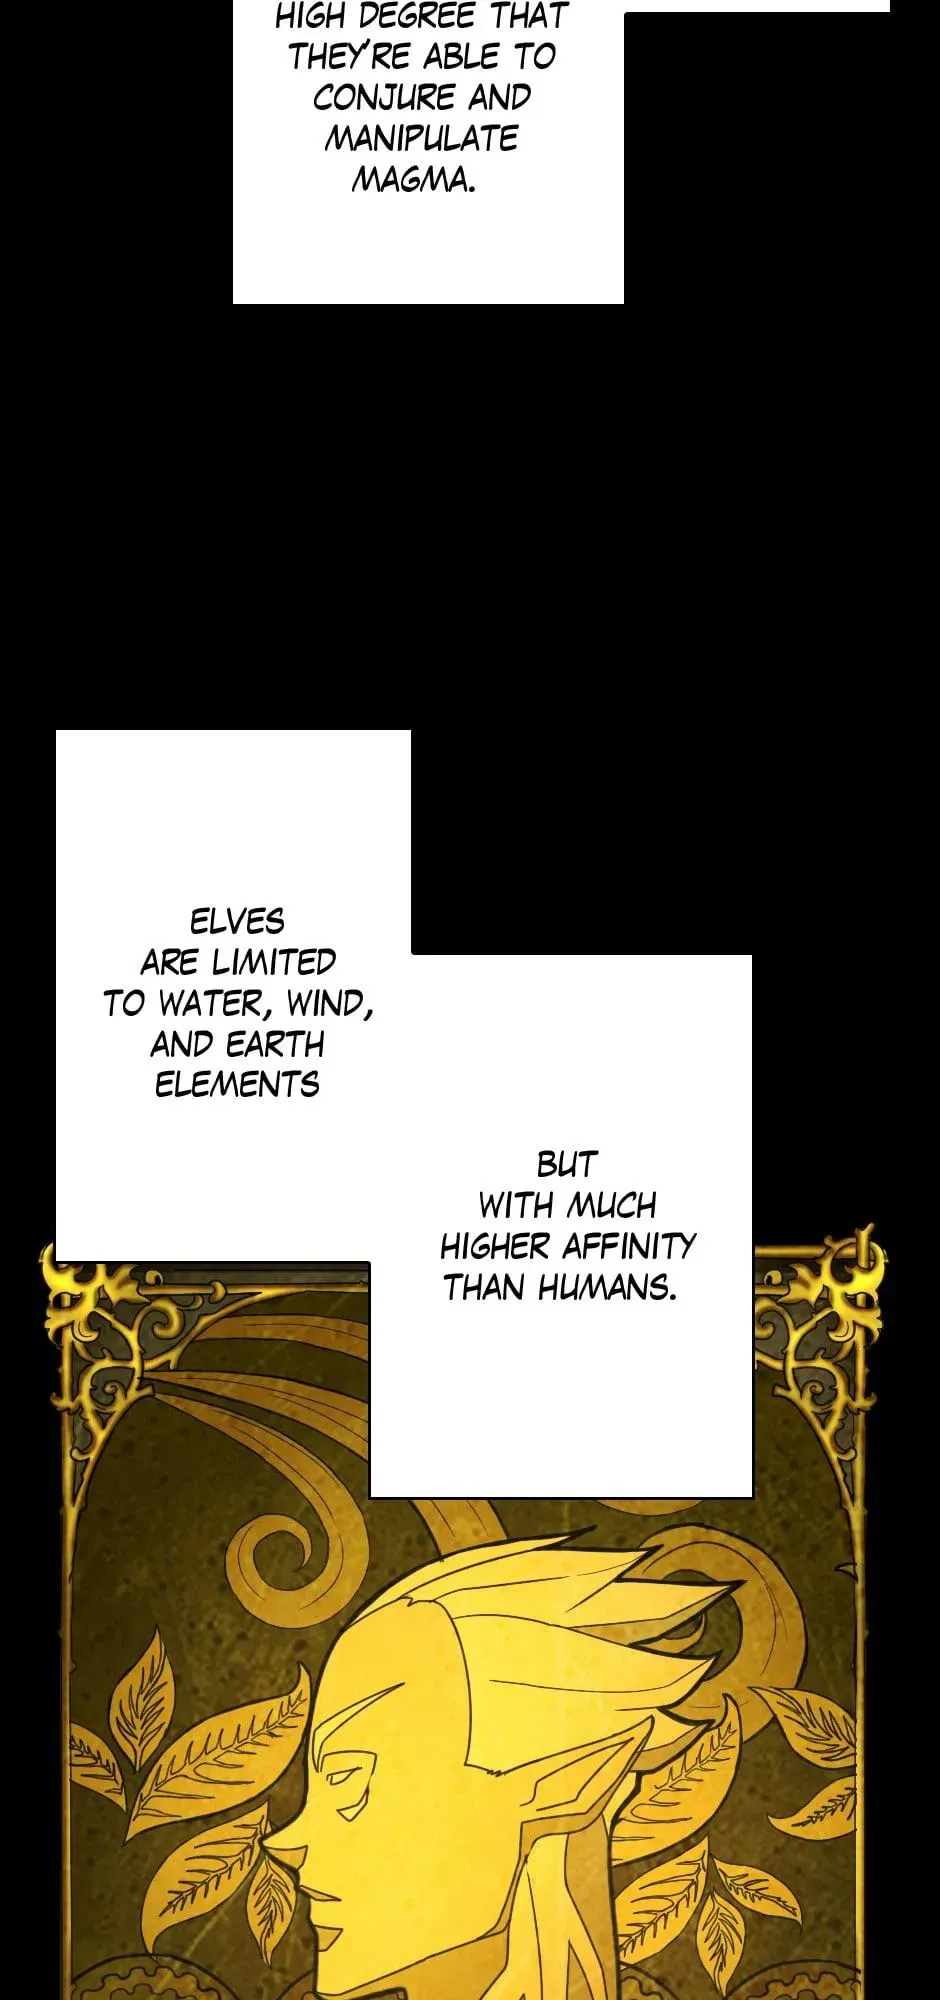 HIGH DEGREE THAT
THEY'RE ABLE TO
CONJURE AND
MANIPULATE
MAGMA.
ELVES
ARE LIMITED
TO WATER, WIND,
AND EARTH
ELEMENTS
BUT
WITH MUCH
HIGHER AFFINITY
THAN HUMANS.